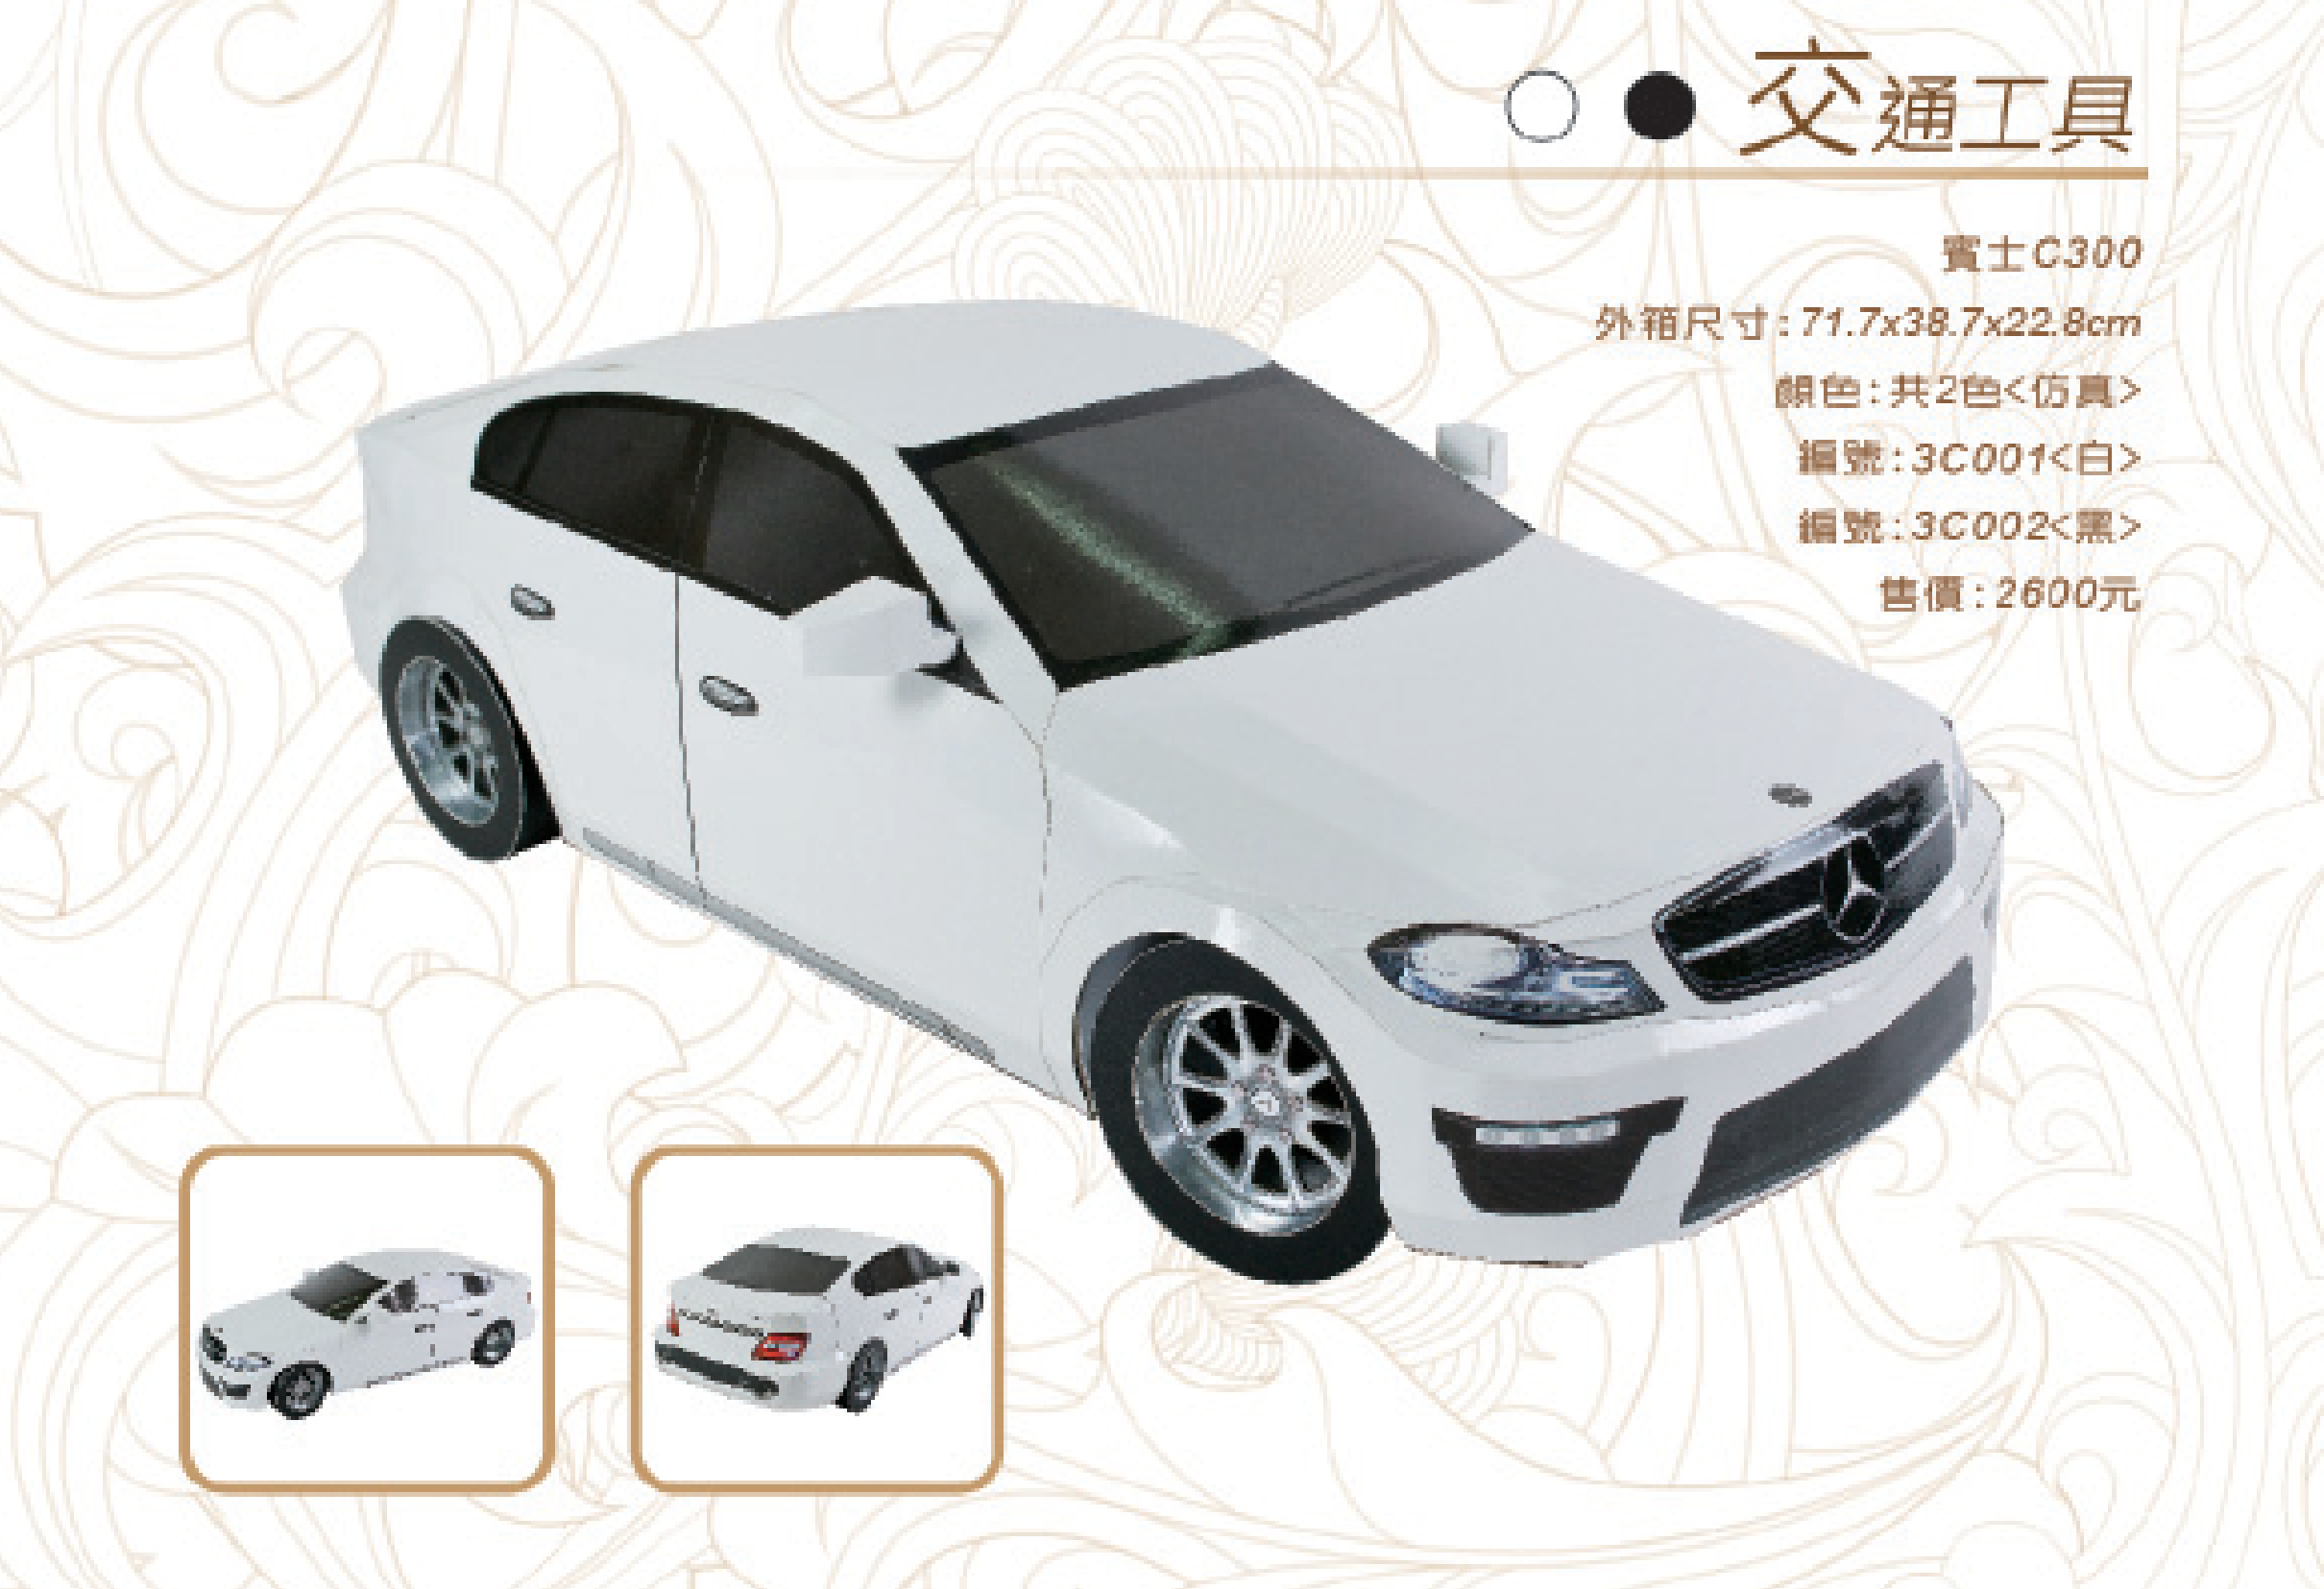 交通工具
賓士C300
外箱尺寸:71.7x38.7x22.8cm
顏色:共2色<仿真>
編號:3C001<白>
編號:3C002<黑>
售價:2600元